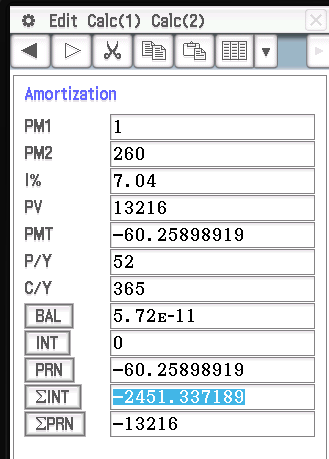 Edit Calc(1) Calc(2)
Amortization
PM1 1
PM2 260
I% 7.04
PV 13216
PMT -60.25898919
P/Y 52
C/Y 365
BAL 5.72ᴇ-11
INT 0
PRN -60.25898919
ΣINT -2451.337189
ΣPRN -13216